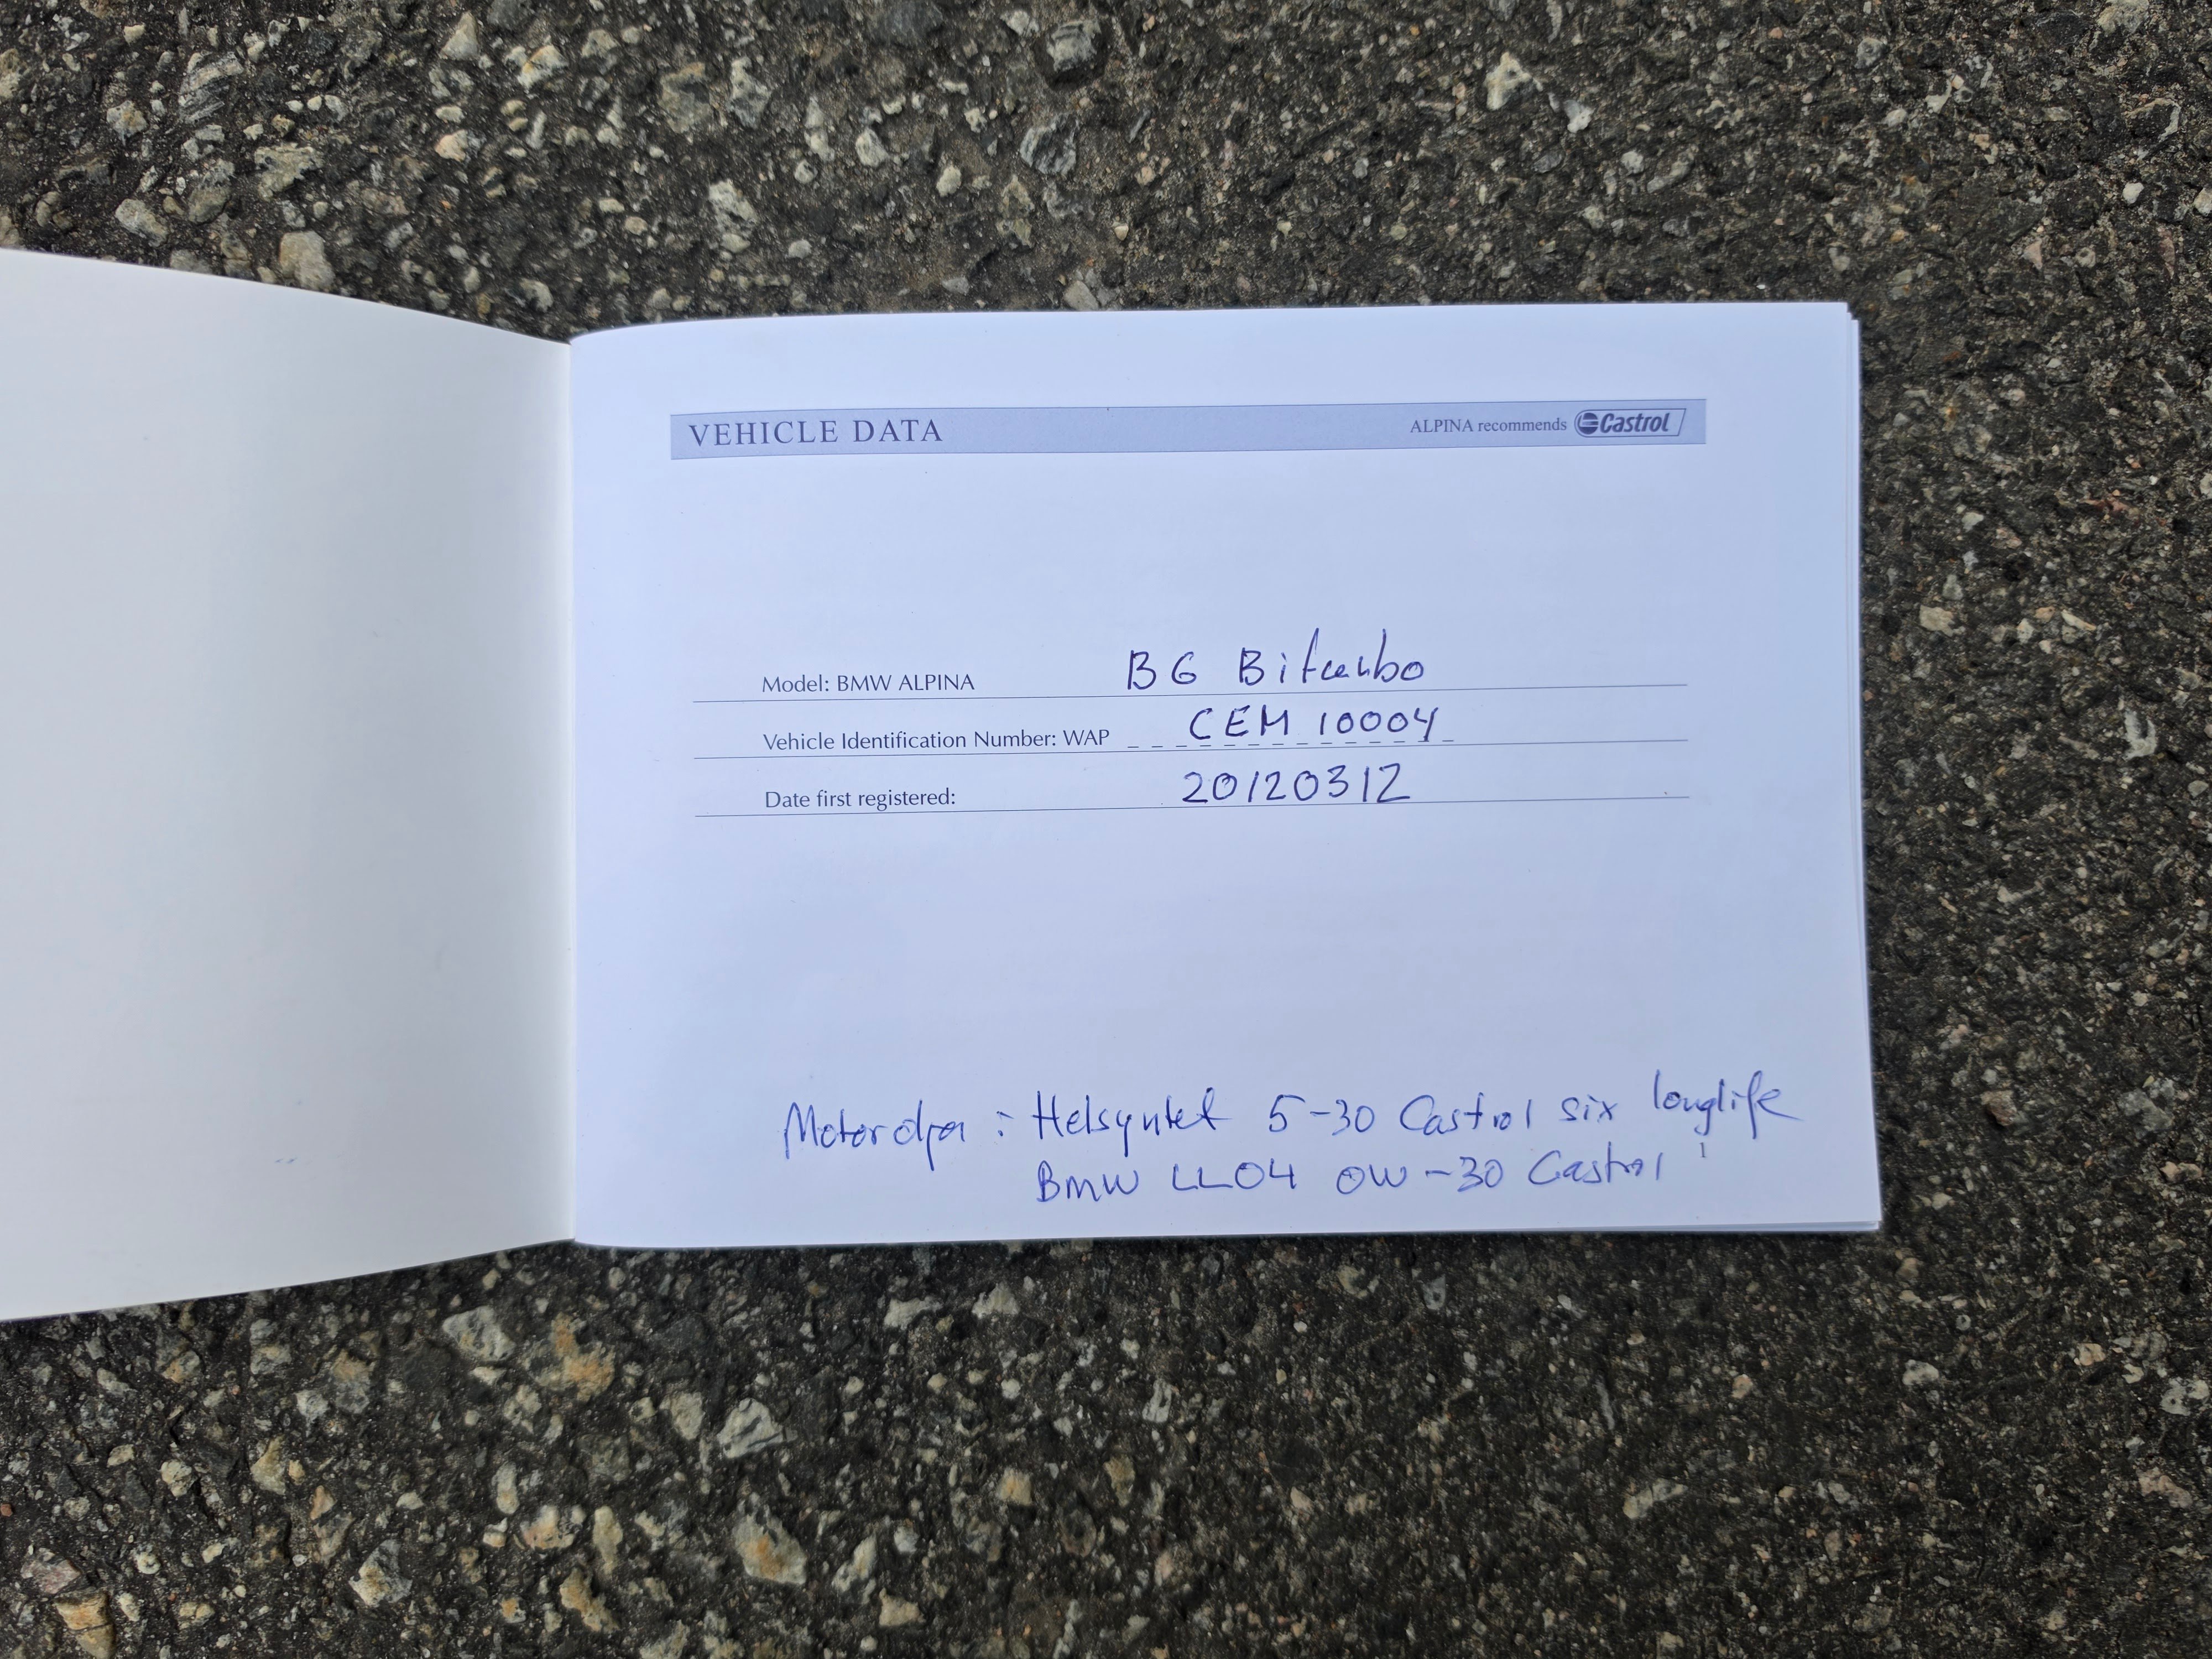 VEHICLE DATA
ALPINA recommends Castrol
Model: BMW ALPINA B6 Biturbo
Vehicle Identification Number: WAP CEM 10004
Date first registered: 20120312
Motorolja : Helsyntet 5-30 Castrol six longlife
BMW LL04 0W-30 Castrol
1